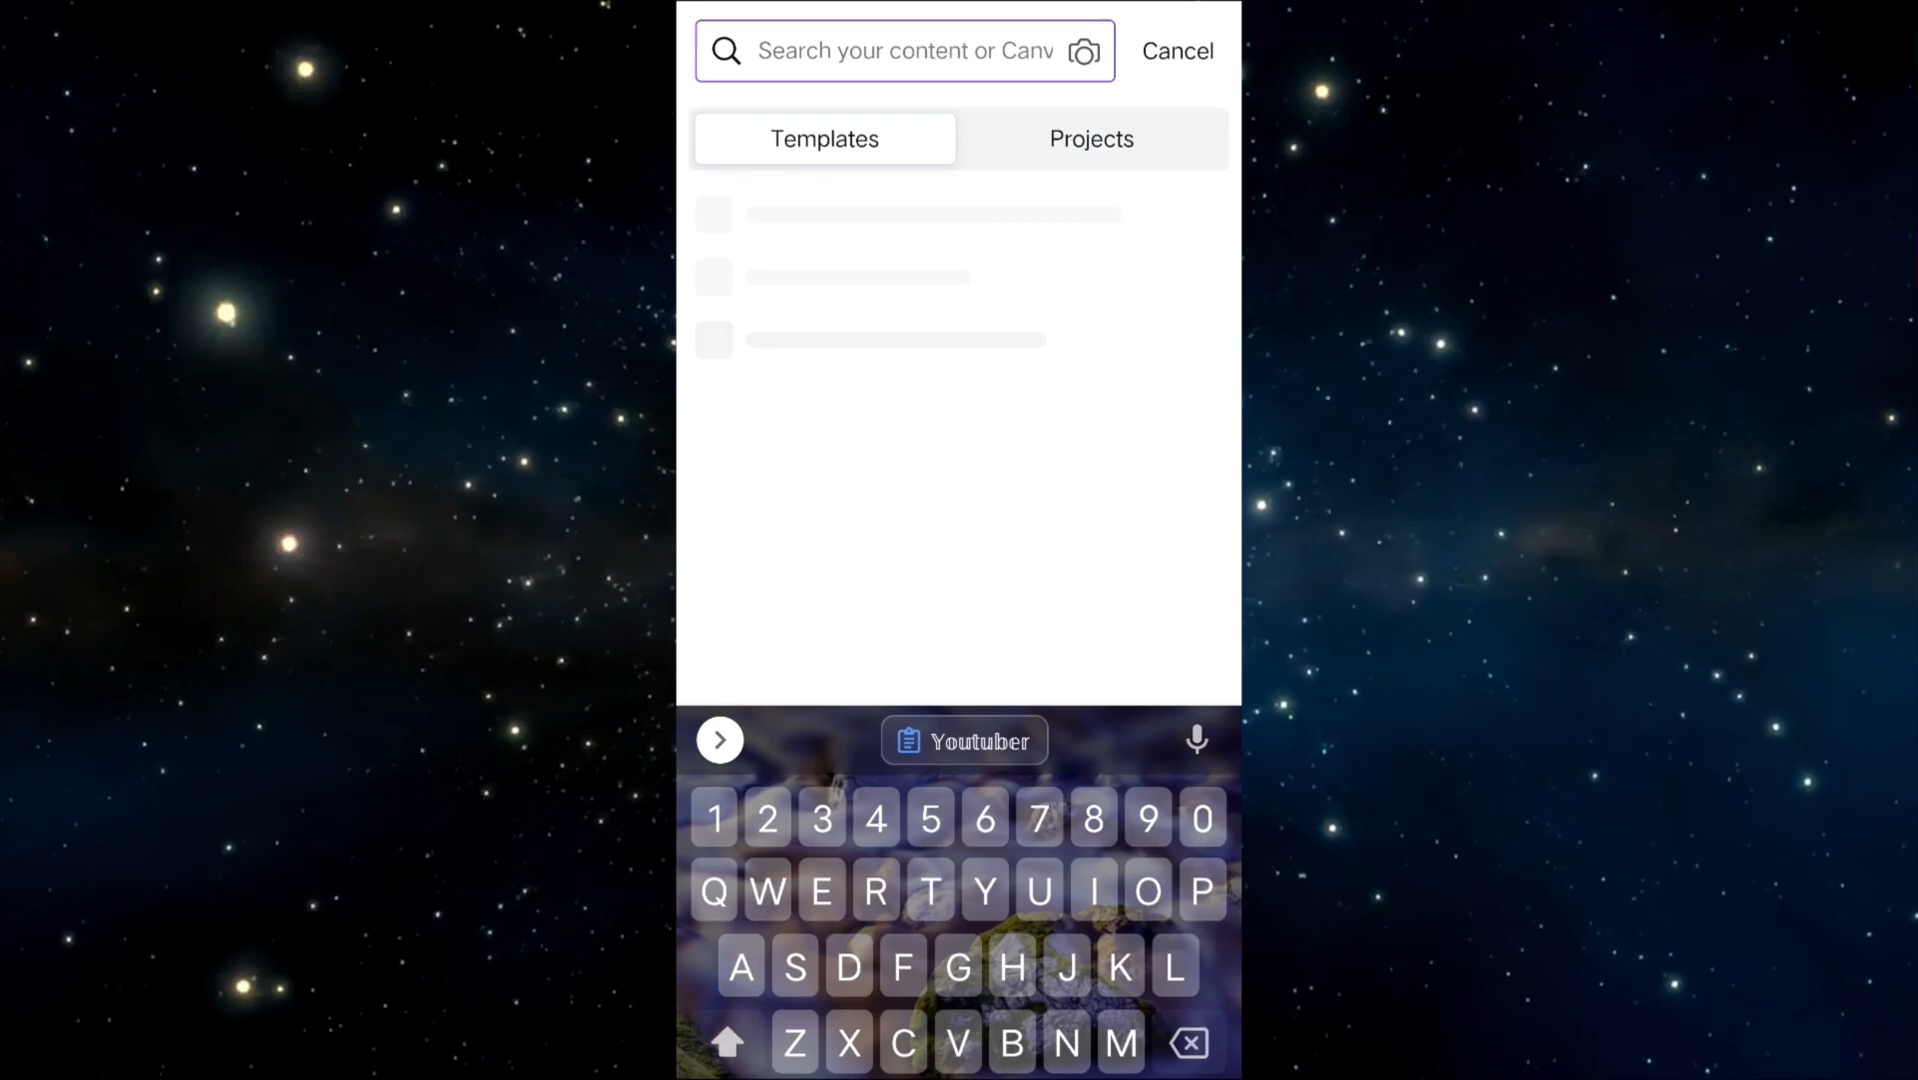 Search your content or Canv
Cancel
Templates
Projects
𝕐𝕠𝕦𝕥𝕦𝕓𝕖𝕣
1 2 3 4 5 6 7 8 9 0
Q W E R T Y U I O P
A S D F G H J K L
Z X C V B N M